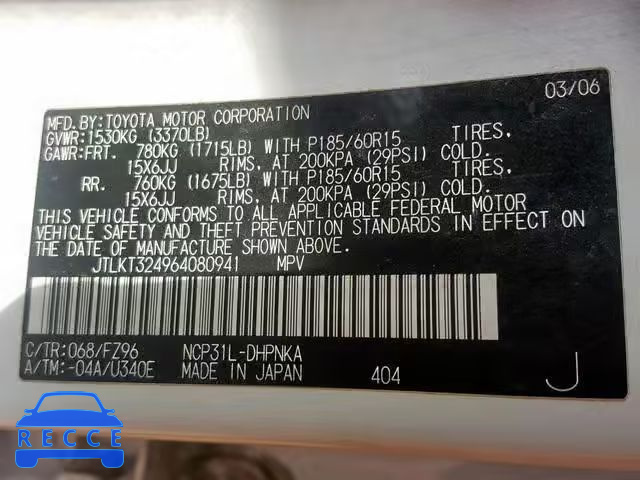 03/06
MFD.BY:TOYOTA MOTOR CORPORATION
GVWR:1530KG (3370LB)
GAWR:FRT. 780KG (1715LB) WITH P185/60R15 TIRES,
15X6JJ RIMS, AT 200KPA (29PSI) COLD.
RR. 760KG (1675LB) WITH P185/60R15 TIRES,
15X6JJ RIMS, AT 200KPA (29PSI) COLD.
THIS VEHICLE CONFORMS TO ALL APPLICABLE FEDERAL MOTOR
VEHICLE SAFETY AND THEFT PREVENTION STANDARDS IN EFFECT ON
THE DATE OF MANUFACTURE SHOWN ABOVE.
JTLKT324964080941 MPV
C/TR:068/FZ96 NCP31L-DHPNKA
A/TM:-04A/U340E MADE IN JAPAN 404 J
RECCE